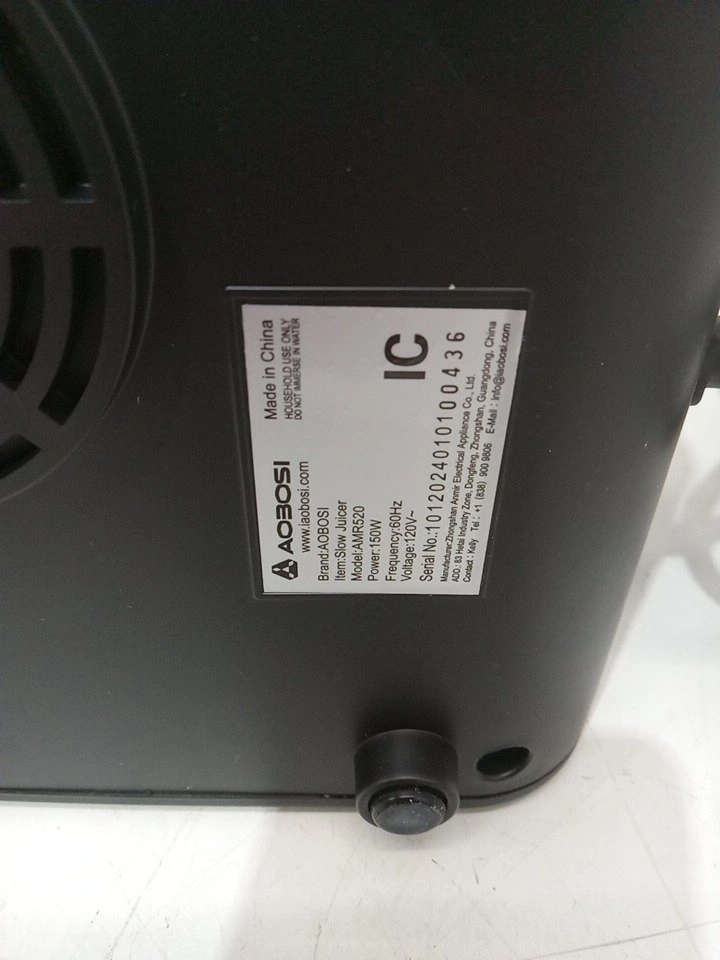 AOBOSI
www.iaobosi.com
Made in China
HOUSEHOLD USE ONLY
DO NOT IMMERSE IN WATER
Brand:AOBOSI
Item:Slow Juicer
Model:AMR520
Power:150W
Frequency:60Hz
Voltage:120V~
IC
Serial No.:1012024010100436
Manufacturer:Zhongshan Anmir Electrical Appliance Co., Ltd.
ADD.: 83 Hetai Industry Zone, Dongfeng, Zhongshan, Guangdong, China
Contact : Kelly Tel : +1 (838) 900 9606 E-Mail : info@iaobosi.com